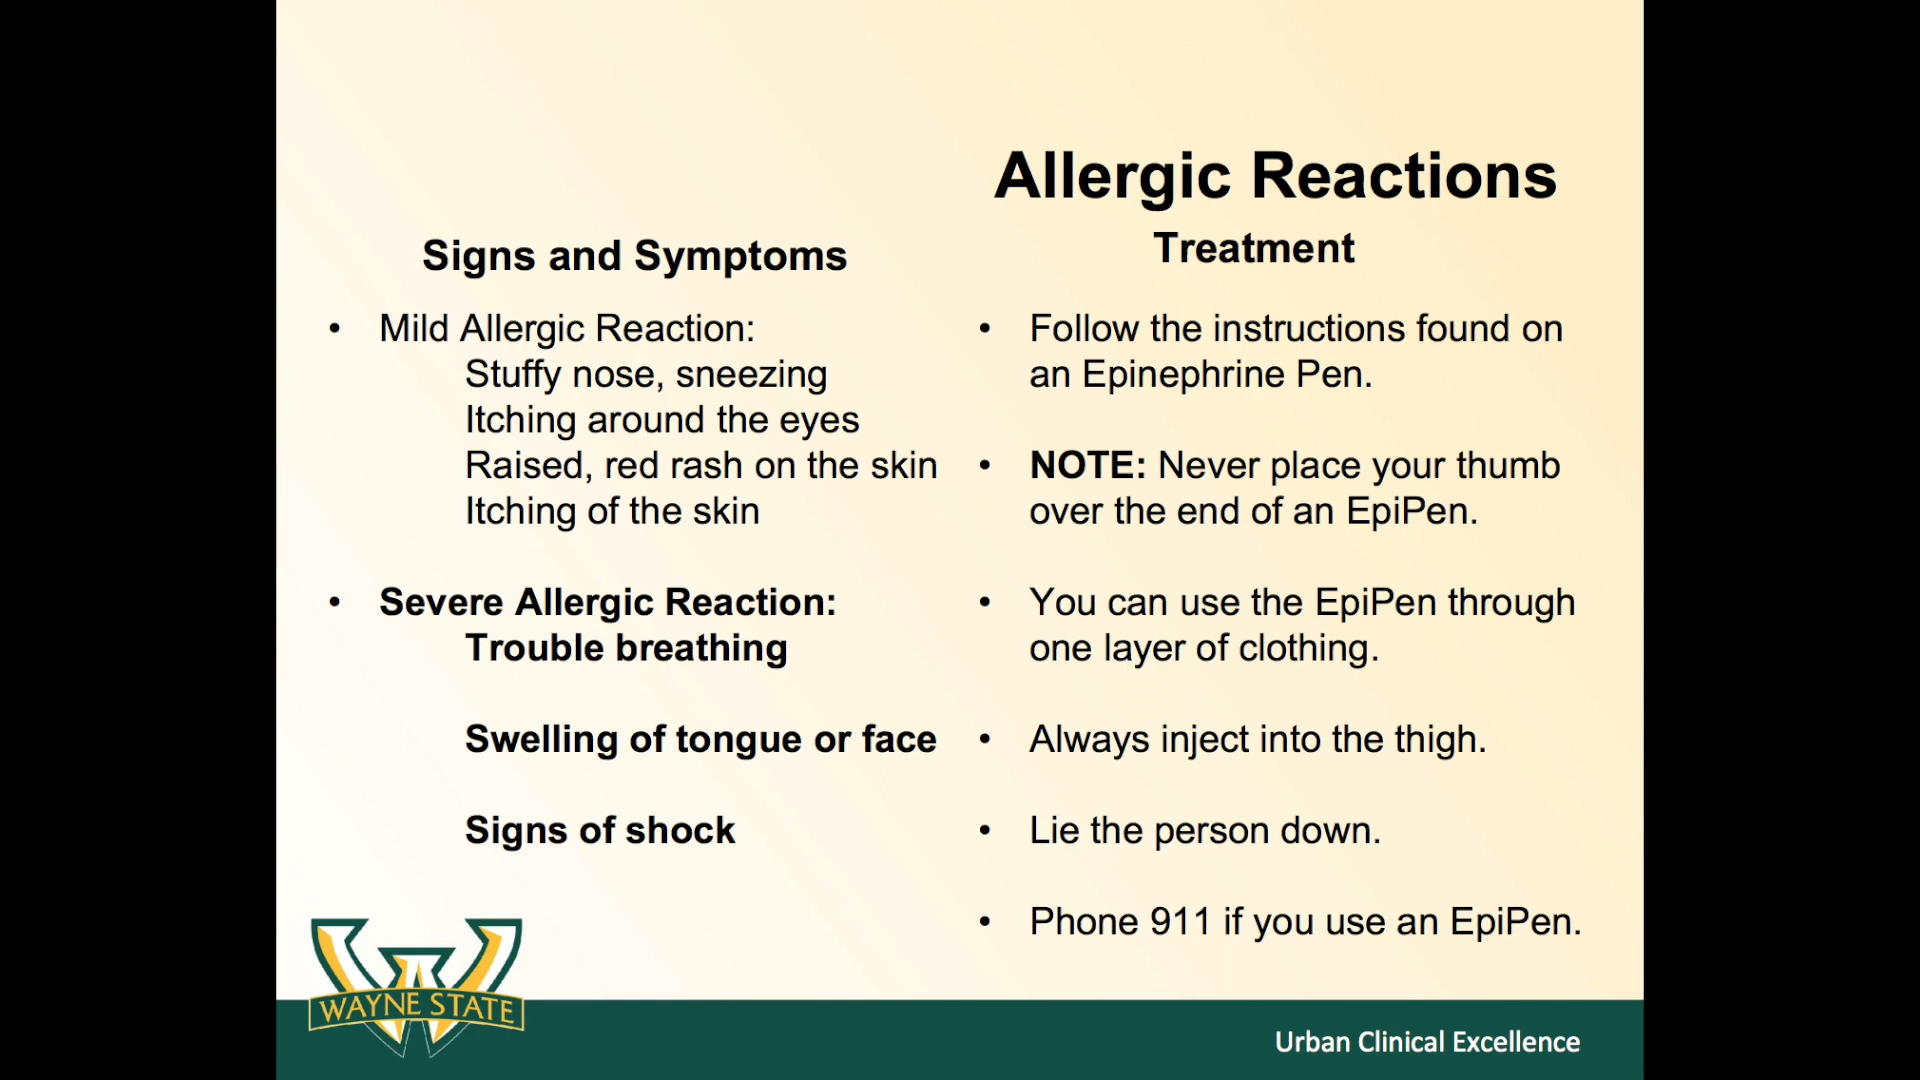 Allergic Reactions
Signs and Symptoms
• Mild Allergic Reaction:
Stuffy nose, sneezing
Itching around the eyes
Raised, red rash on the skin
Itching of the skin
• Severe Allergic Reaction:
Trouble breathing
Swelling of tongue or face
Signs of shock
Treatment
• Follow the instructions found on
an Epinephrine Pen.
• NOTE: Never place your thumb
over the end of an EpiPen.
• You can use the EpiPen through
one layer of clothing.
• Always inject into the thigh.
• Lie the person down.
• Phone 911 if you use an EpiPen.
WAYNE STATE
Urban Clinical Excellence